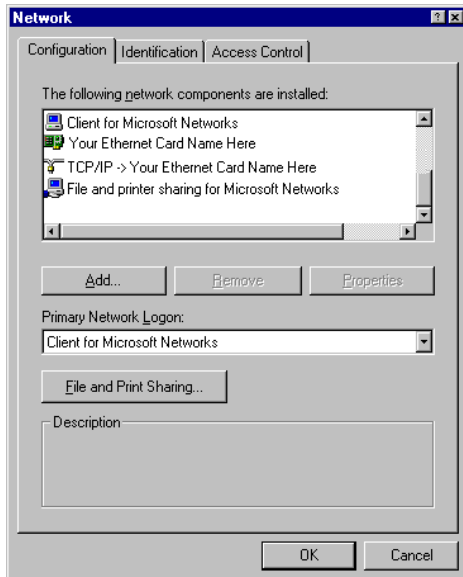 Network
Configuration Identification Access Control
The following network components are installed:
Client for Microsoft Networks
Your Ethernet Card Name Here
TCP/IP -> Your Ethernet Card Name Here
File and printer sharing for Microsoft Networks
Add... Remove Properties
Primary Network Logon:
Client for Microsoft Networks
File and Print Sharing...
Description
OK Cancel